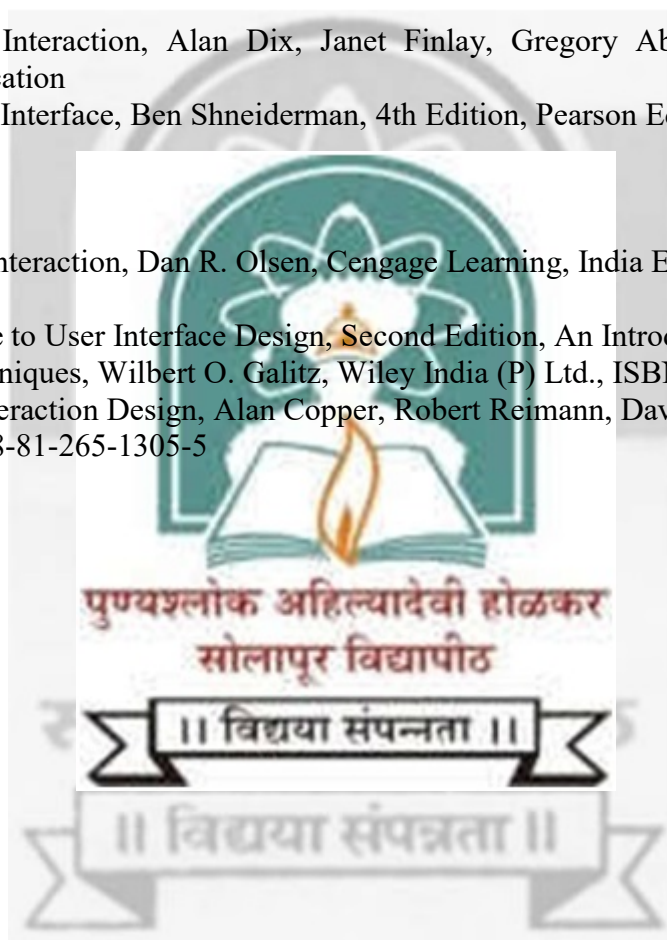 Interaction, Alan Dix, Janet Finlay, Gregory Ab
cation
Interface, Ben Shneiderman, 4th Edition, Pearson E
nteraction, Dan R. Olsen, Cengage Learning, India E
e to User Interface Design, Second Edition, An Introd
niques, Wilbert O. Galitz, Wiley India (P) Ltd., ISB
eraction Design, Alan Copper, Robert Reimann, Dav
8-81-265-1305-5
पुण्यश्लोक अहिल्यादेवी होळकर
सोलापूर विद्यापीठ
।। विद्यया संपन्नता ।।
।। विद्यया संपन्नता ।।